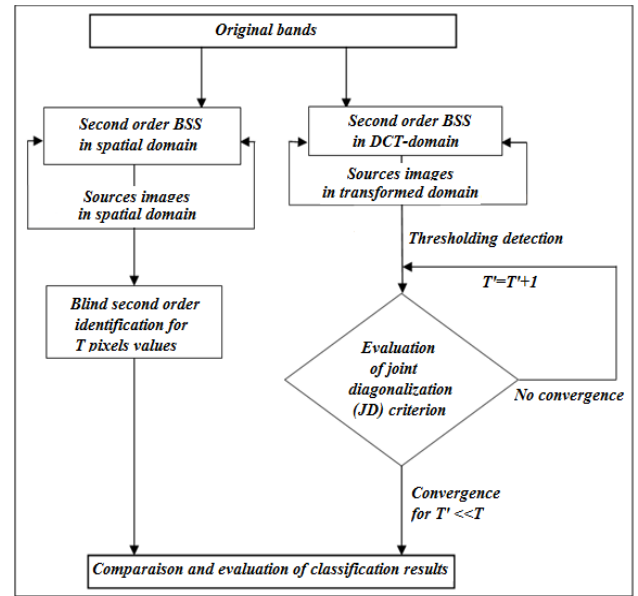 Original bands
Second order BSS
in spatial domain
Sources images
in spatial domain
Blind second order
identification for
T pixels values
Second order BSS
in DCT-domain
Sources images
in transformed domain
Thresholding detection
T'=T'+1
Evaluation
of joint
diagonalization
(JD) criterion
No convergence
Convergence
for T' <<T
Comparaison and evaluation of classification results